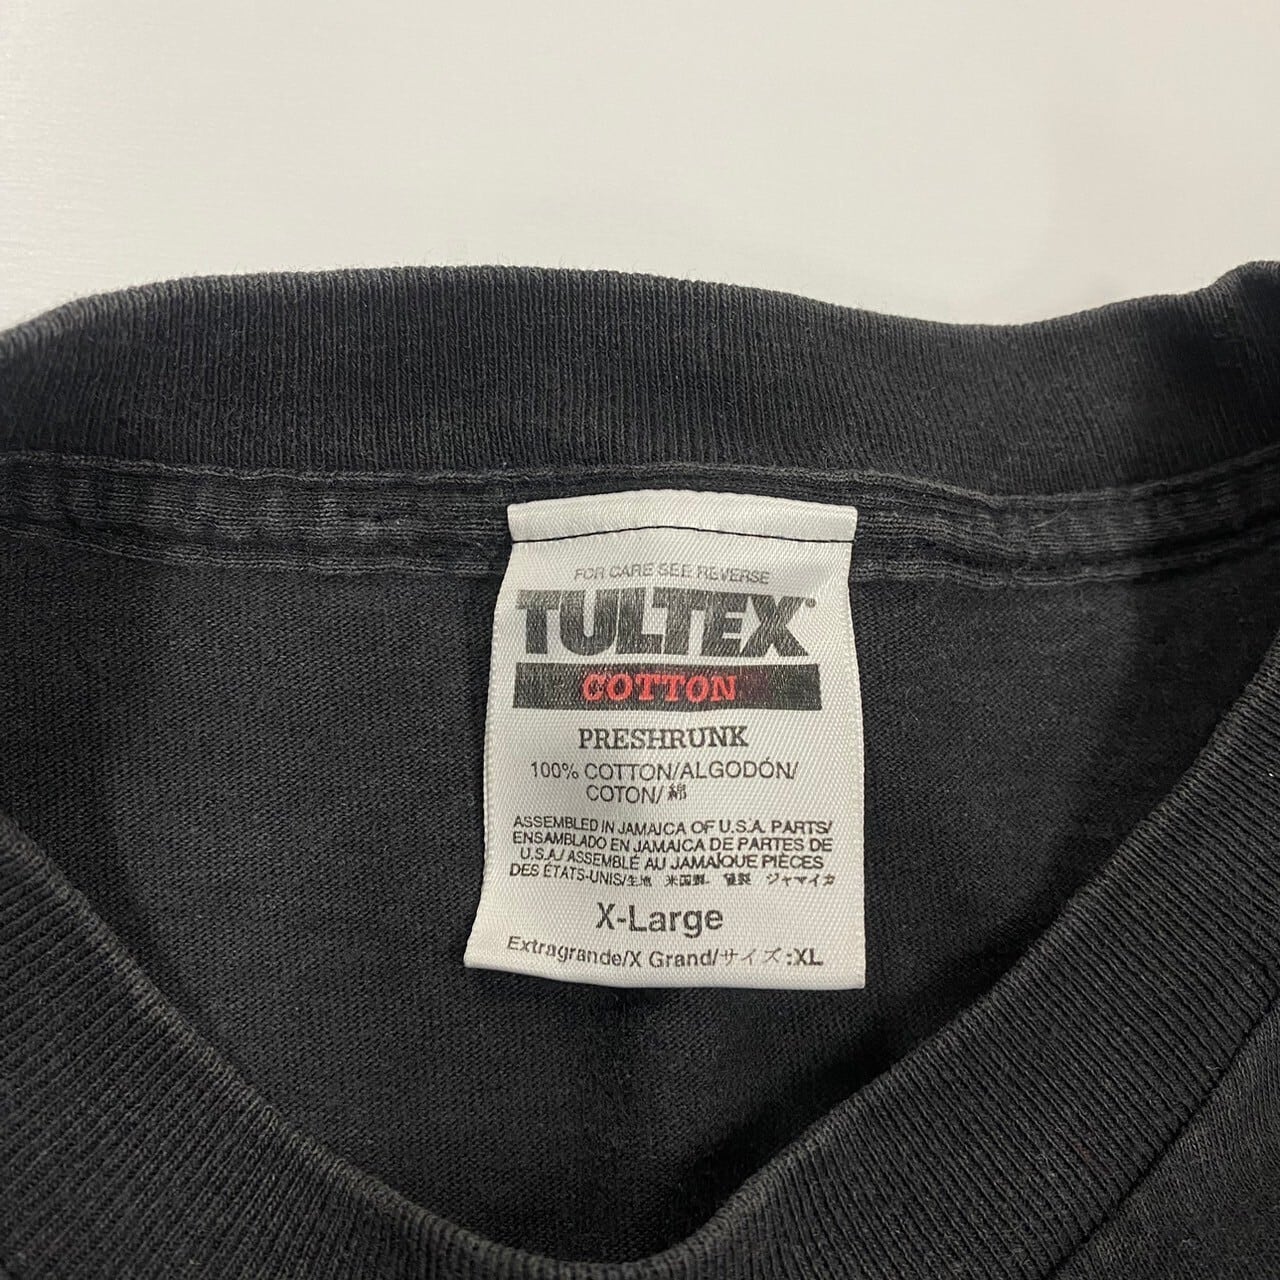 FOR CARE SEE REVERSE
TULTEX®
COTTON
PRESHRUNK
100% COTTON/ALGODÓN/
COTON/綿
ASSEMBLED IN JAMAICA OF U.S.A. PARTS/
ENSAMBLADO EN JAMAICA DE PARTES DE
U.S.A./ ASSEMBLÉ AU JAMAÏQUE PIÈCES
DES ÉTATS-UNIS/生地 米国製 縫製 ジャマイカ
X-Large
Extragrande/X Grand/サイズ:XL